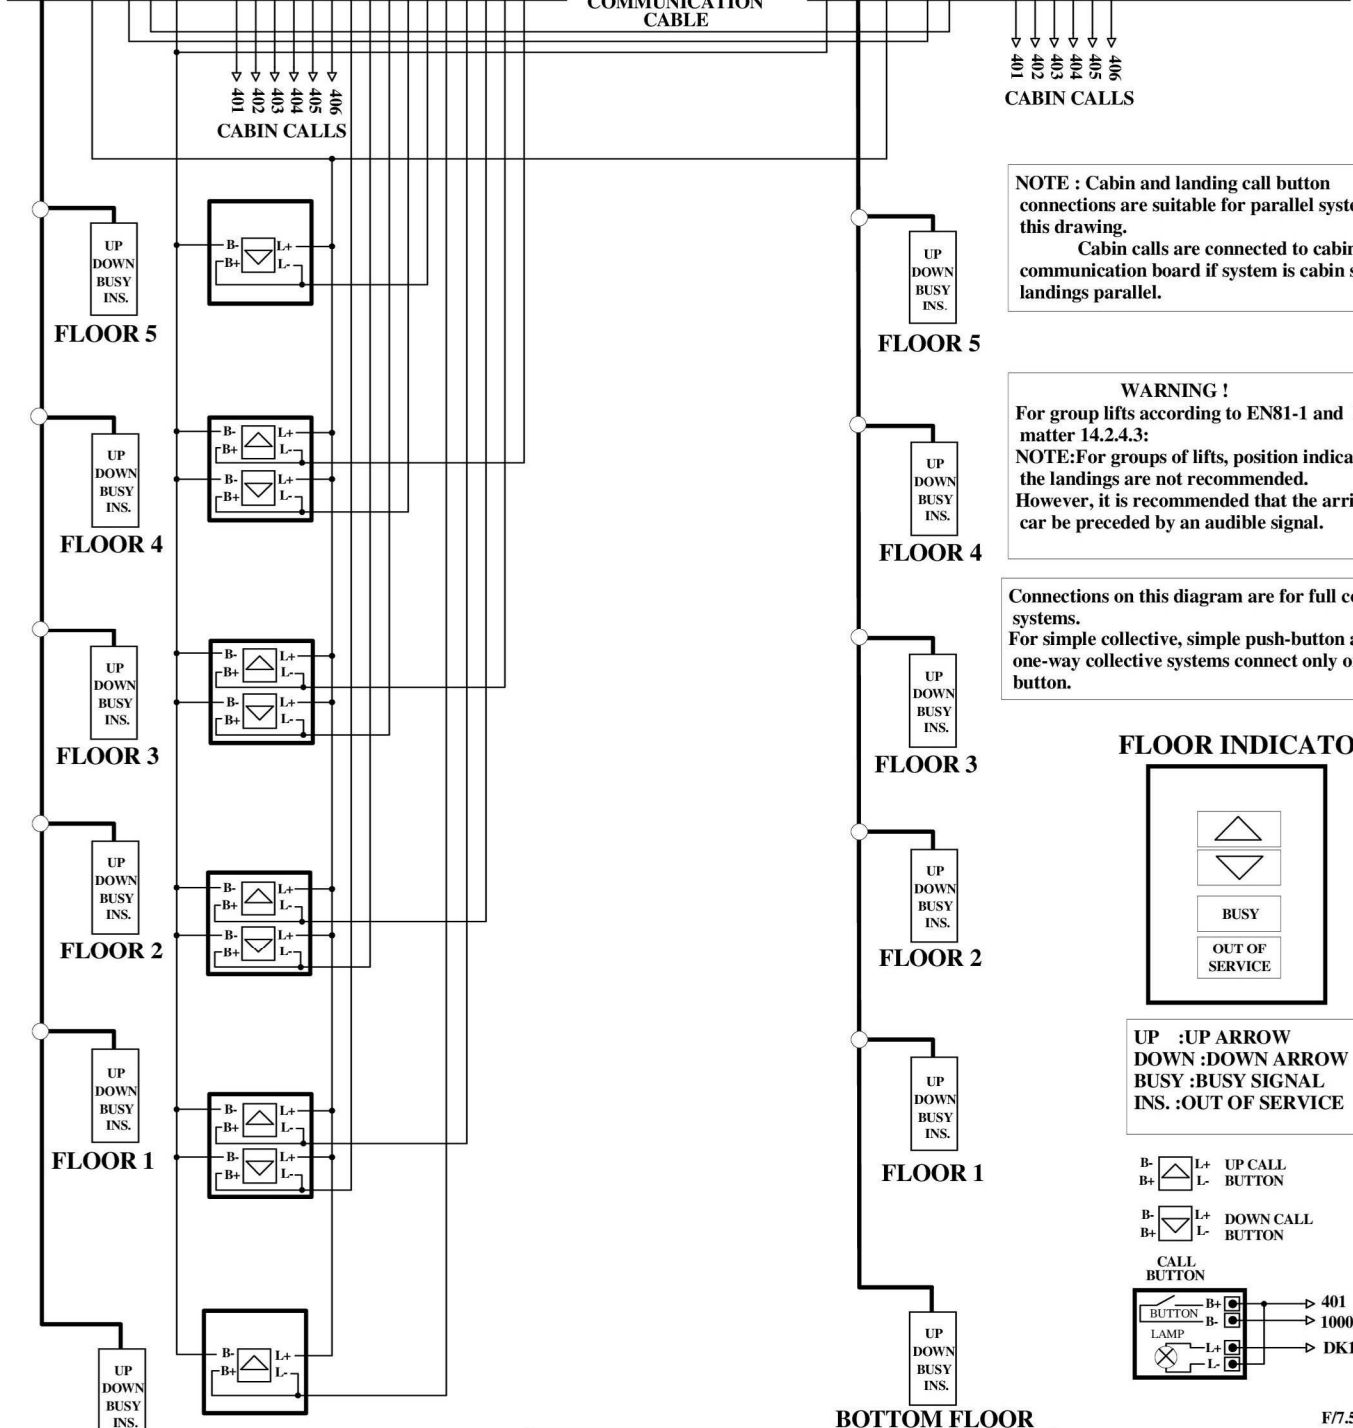 COMMUNICATION
CABLE
401
402
403
404
405
406
CABIN CALLS
401
402
403
404
405
406
CABIN CALLS
NOTE : Cabin and landing call button
connections are suitable for parallel syste
this drawing.
Cabin calls are connected to cabin
communication board if system is cabin s
landings parallel.
UP
DOWN
BUSY
INS.
FLOOR 5
B-
B+
L+
L-
UP
DOWN
BUSY
INS.
FLOOR 5
WARNING !
For group lifts according to EN81-1 and
matter 14.2.4.3:
NOTE:For groups of lifts, position indica
the landings are not recommended.
However, it is recommended that the arri
car be preceded by an audible signal.
UP
DOWN
BUSY
INS.
FLOOR 4
B-
B+
L+
L-
B-
B+
L+
L-
UP
DOWN
BUSY
INS.
FLOOR 4
Connections on this diagram are for full co
systems.
For simple collective, simple push-button a
one-way collective systems connect only o
button.
UP
DOWN
BUSY
INS.
FLOOR 3
B-
B+
L+
L-
B-
B+
L+
L-
UP
DOWN
BUSY
INS.
FLOOR 3
FLOOR INDICATO
BUSY
OUT OF
SERVICE
UP
DOWN
BUSY
INS.
FLOOR 2
B-
B+
L+
L-
B-
B+
L+
L-
UP
DOWN
BUSY
INS.
FLOOR 2
UP :UP ARROW
DOWN :DOWN ARROW
BUSY :BUSY SIGNAL
INS. :OUT OF SERVICE
UP
DOWN
BUSY
INS.
FLOOR 1
B-
B+
L+
L-
B-
B+
L+
L-
UP
DOWN
BUSY
INS.
FLOOR 1
B- L+ UP CALL
B+ L- BUTTON
B- L+ DOWN CALL
B+ L- BUTTON
CALL
BUTTON
BUTTON
B+
B-
LAMP
L+
L-
401
1000
DK1
UP
DOWN
BUSY
INS.
B-
B+
L+
L-
UP
DOWN
BUSY
INS.
BOTTOM FLOOR
F/7.5